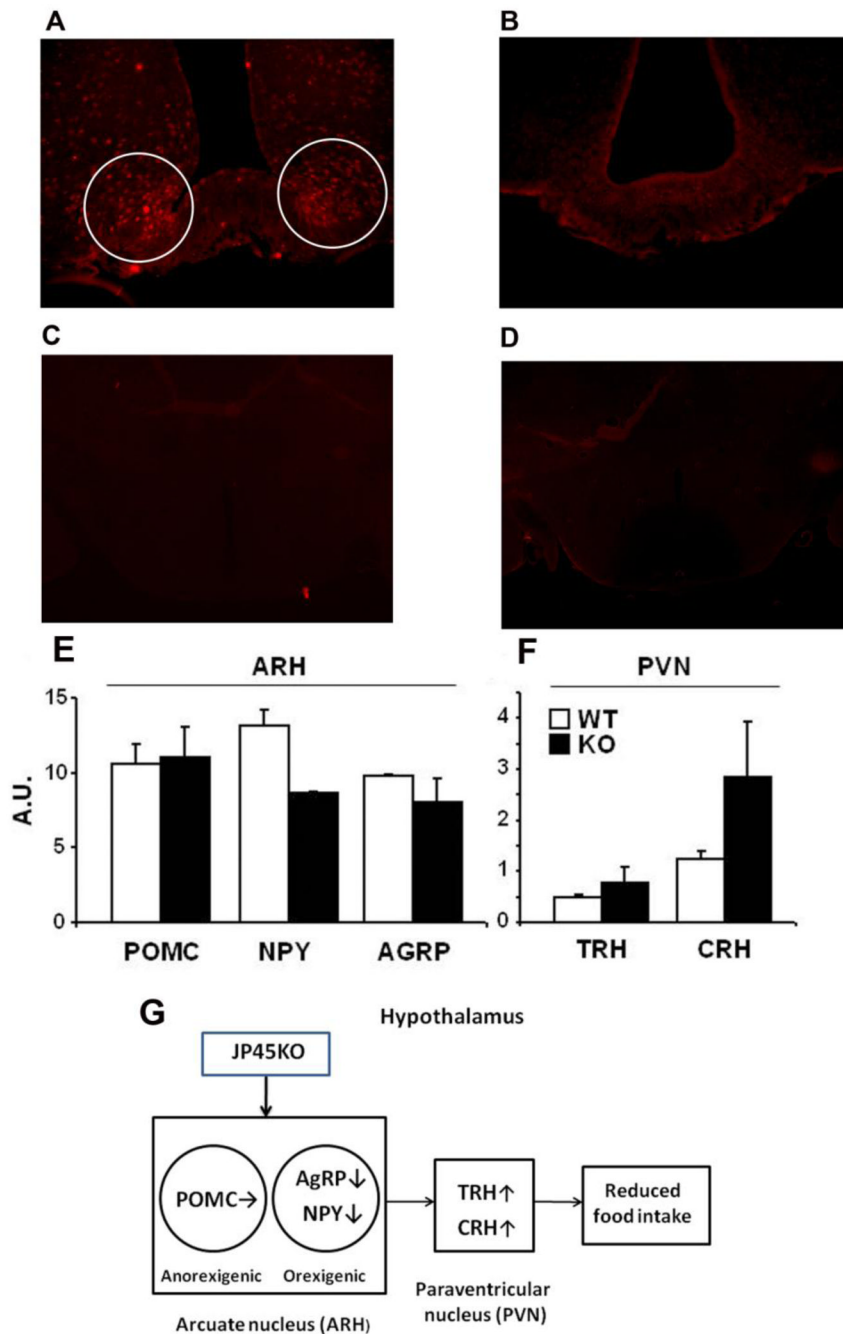 A
B
C
D
E
ARH
15
10
5
0
A.U.
POMC NPY AGRP
F
PVN
4
3
2
1
0
WT
KO
TRH CRH
G
Hypothalamus
JP45KO
POMC→
AgRP↓
NPY↓
Anorexigenic Orexigenic
Arcuate nucleus (ARH)
TRH↑
CRH↑
Paraventricular
nucleus (PVN)
Reduced
food intake